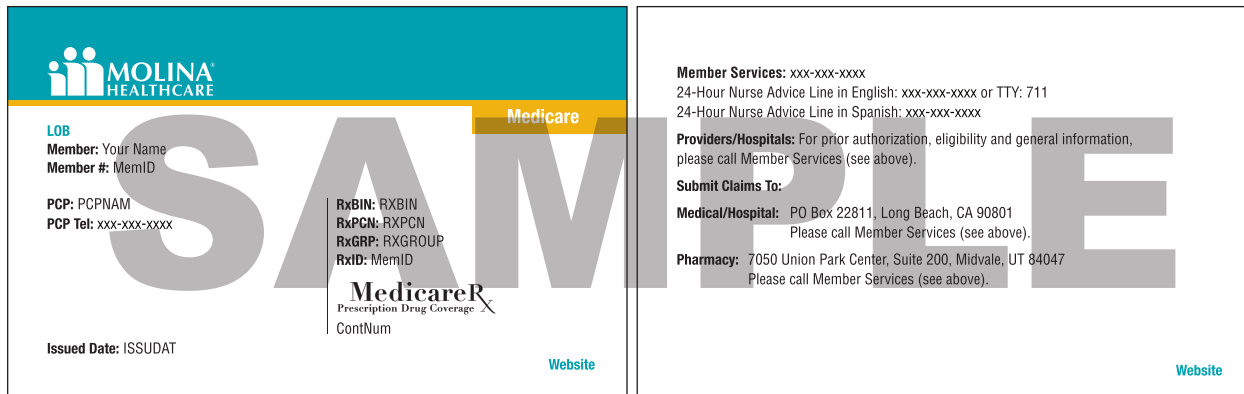 MOLINA®
HEALTHCARE
Medicare
LOB
Member: Your Name
Member #: MemID
PCP: PCPNAM
PCP Tel: xxx-xxx-xxxx
RxBIN: RXBIN
RxPCN: RXPCN
RxGRP: RXGROUP
RxID: MemID
MedicareRx
Prescription Drug Coverage
ContNum
Issued Date: ISSUDAT
Website
Member Services: xxx-xxx-xxxx
24-Hour Nurse Advice Line in English: xxx-xxx-xxxx or TTY: 711
24-Hour Nurse Advice Line in Spanish: xxx-xxx-xxxx
Providers/Hospitals: For prior authorization, eligibility and general information,
please call Member Services (see above).
Submit Claims To:
Medical/Hospital: PO Box 22811, Long Beach, CA 90801
Please call Member Services (see above).
Pharmacy: 7050 Union Park Center, Suite 200, Midvale, UT 84047
Please call Member Services (see above).
Website
SAMPLE